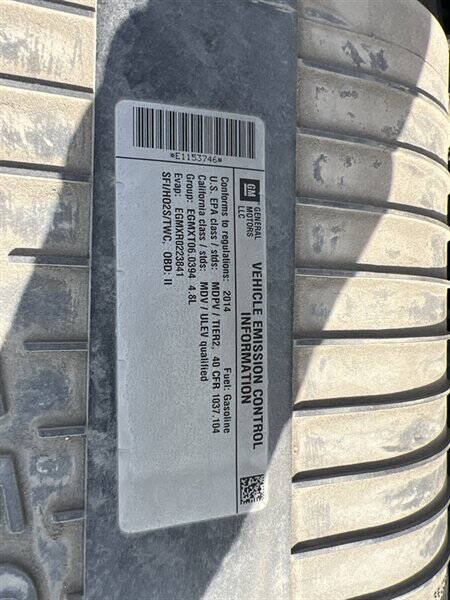 GM
GENERAL
MOTORS
LLC
VEHICLE EMISSION CONTROL
INFORMATION
Conforms to regulations: 2014 Fuel: Gasoline
U.S. EPA class / stds: MDPV / TIER2, 40 CFR 1037.104
California class / stds: MDV / ULEV qualified
Group: EGMXT06.0394 4.8L
Evap: EGMXR0223841
SFI/HO2S/TWC, OBD: II
*E1153746*